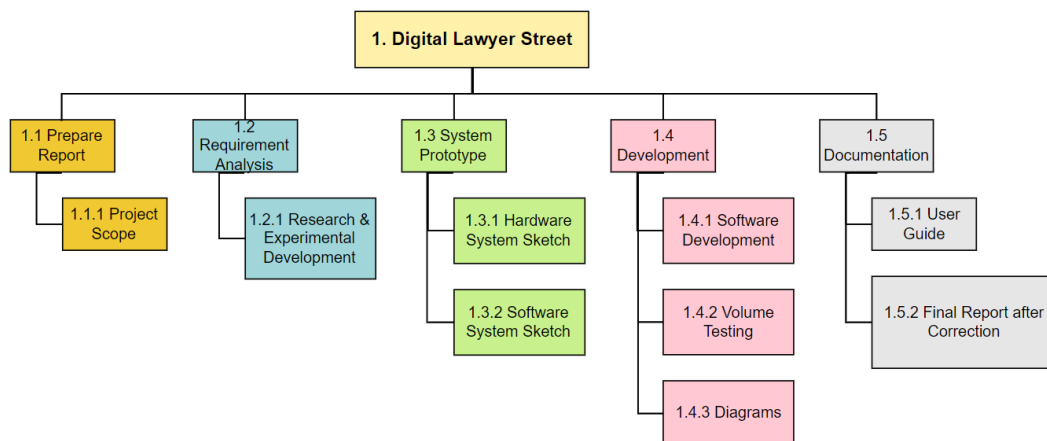 1. Digital Lawyer Street
1.1 Prepare
Report
1.2
Requirement
Analysis
1.3 System
Prototype
1.4
Development
1.5
Documentation
1.1.1 Project
Scope
1.2.1 Research &
Experimental
Development
1.3.1 Hardware
System Sketch
1.4.1 Software
Development
1.5.1 User
Guide
1.3.2 Software
System Sketch
1.4.2 Volume
Testing
1.5.2 Final Report after
Correction
1.4.3 Diagrams